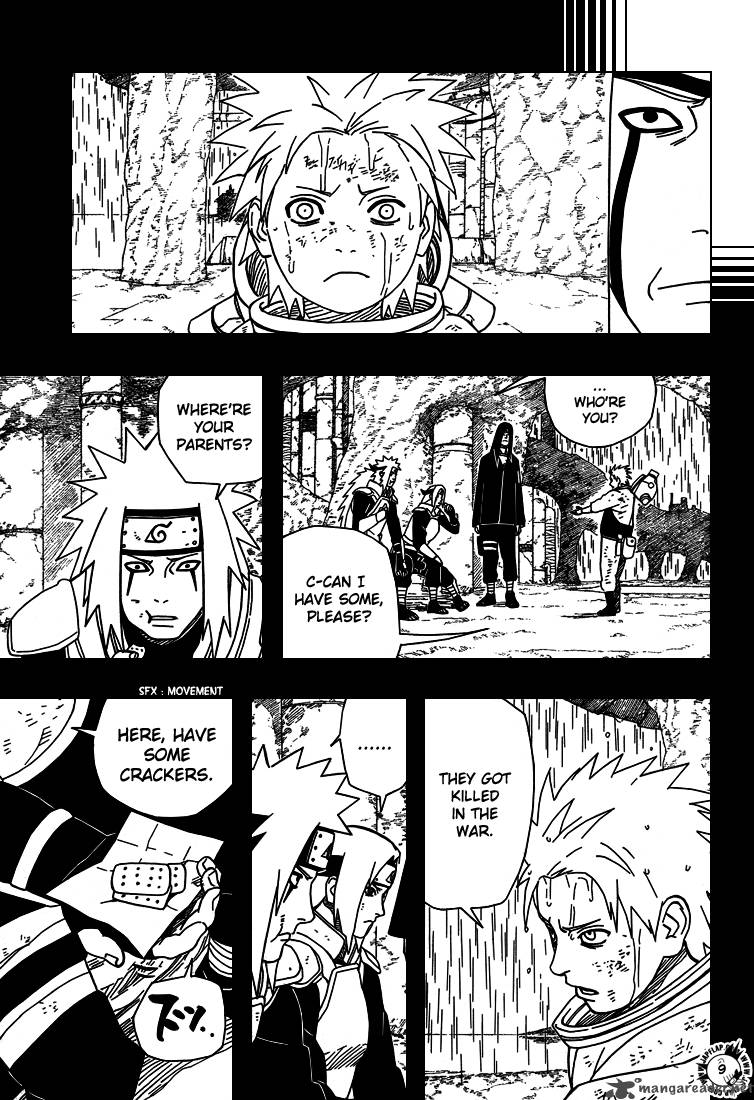 ...
WHO'RE
YOU?
C-CAN I
HAVE SOME,
PLEASE?
WHERE'RE
YOUR
PARENTS?
THEY GOT
KILLED
IN THE
WAR.
......
SFX : MOVEMENT
HERE, HAVE
SOME
CRACKERS.
9
mangareader